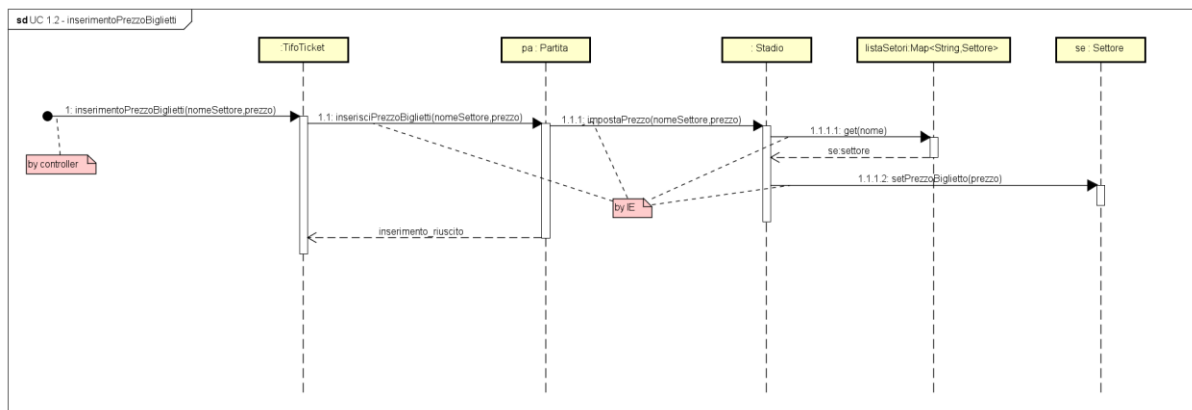 sd UC 1.2 - inserimentoPrezzoBiglietti
:TifoTicket
pa : Partita
: Stadio
listaSetori:Map<String,Settore>
se : Settore
1: inserimentoPrezzoBiglietti(nomeSettore,prezzo)
1.1: inserisciPrezzoBiglietti(nomeSettore,prezzo)
1.1.1: impostaPrezzo(nomeSettore,prezzo)
1.1.1.1: get(nome)
se:settore
by controller
1.1.1.2: setPrezzoBiglietto(prezzo)
by IE
inserimento_riuscito